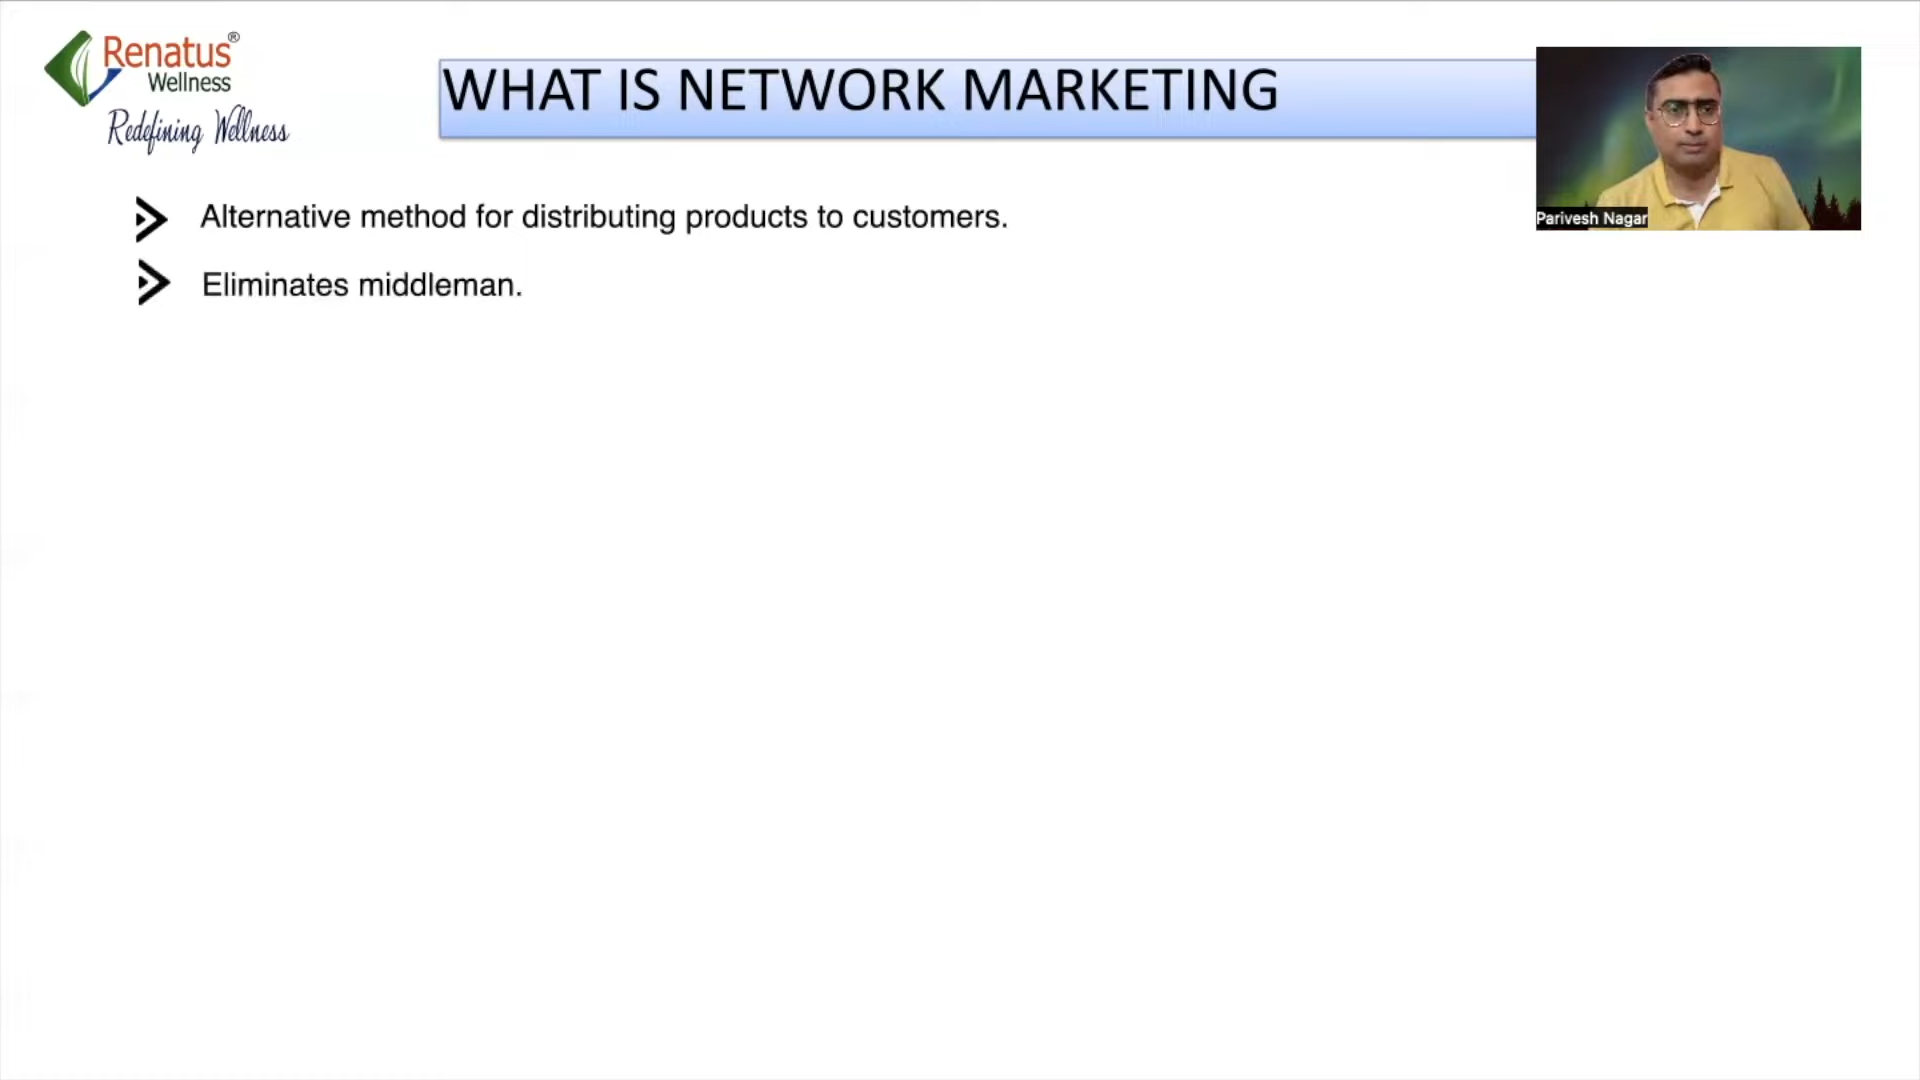 Renatus®
Wellness
Redefining Wellness
WHAT IS NETWORK MARKETING
Parivesh Nagar
Alternative method for distributing products to customers.
Eliminates middleman.